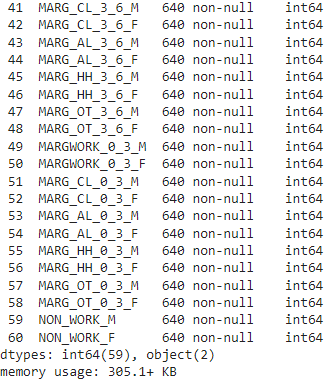 41 MARG_CL_3_6_M 640 non-null int64
42 MARG_CL_3_6_F 640 non-null int64
43 MARG_AL_3_6_M 640 non-null int64
44 MARG_AL_3_6_F 640 non-null int64
45 MARG_HH_3_6_M 640 non-null int64
46 MARG_HH_3_6_F 640 non-null int64
47 MARG_OT_3_6_M 640 non-null int64
48 MARG_OT_3_6_F 640 non-null int64
49 MARGWORK_0_3_M 640 non-null int64
50 MARGWORK_0_3_F 640 non-null int64
51 MARG_CL_0_3_M 640 non-null int64
52 MARG_CL_0_3_F 640 non-null int64
53 MARG_AL_0_3_M 640 non-null int64
54 MARG_AL_0_3_F 640 non-null int64
55 MARG_HH_0_3_M 640 non-null int64
56 MARG_HH_0_3_F 640 non-null int64
57 MARG_OT_0_3_M 640 non-null int64
58 MARG_OT_0_3_F 640 non-null int64
59 NON_WORK_M 640 non-null int64
60 NON_WORK_F 640 non-null int64
dtypes: int64(59), object(2)
memory usage: 305.1+ KB